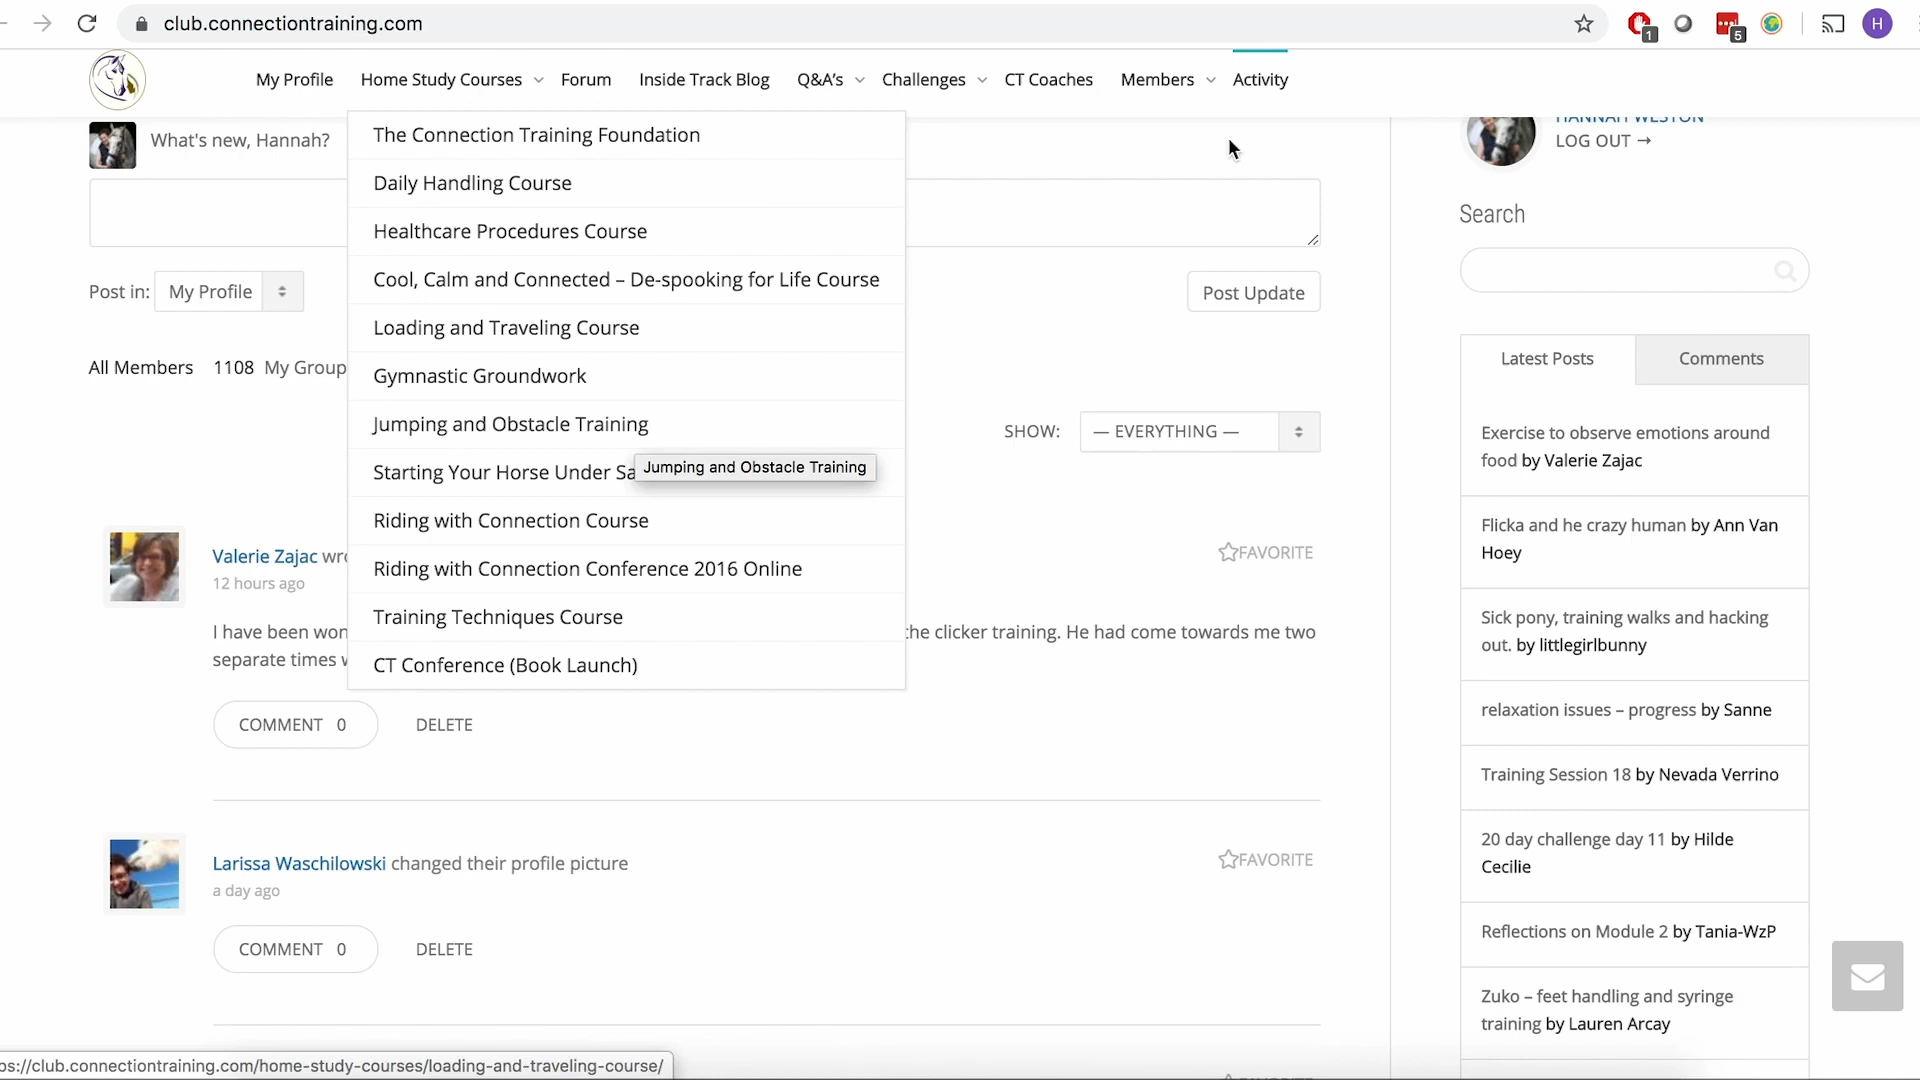 club.connectiontraining.com
1
5
H
My Profile
Home Study Courses
Forum
Inside Track Blog
Q&A's
Challenges
CT Coaches
Members
Activity
What's new, Hannah?
The Connection Training Foundation
Daily Handling Course
Healthcare Procedures Course
Cool, Calm and Connected – De-spooking for Life Course
Loading and Traveling Course
Gymnastic Groundwork
Jumping and Obstacle Training
Starting Your Horse Under Sa
Jumping and Obstacle Training
Riding with Connection Course
Riding with Connection Conference 2016 Online
Training Techniques Course
CT Conference (Book Launch)
Post in: My Profile
Post Update
All Members 1108 My Group
SHOW: — EVERYTHING —
Valerie Zajac wro
12 hours ago
FAVORITE
I have been won
the clicker training. He had come towards me two
separate times w
COMMENT 0
DELETE
Larissa Waschilowski changed their profile picture
a day ago
FAVORITE
COMMENT 0
DELETE
HANNAH WESTON
LOG OUT →
Search
Latest Posts
Comments
Exercise to observe emotions around
food by Valerie Zajac
Flicka and he crazy human by Ann Van
Hoey
Sick pony, training walks and hacking
out. by littlegirlbunny
relaxation issues – progress by Sanne
Training Session 18 by Nevada Verrino
20 day challenge day 11 by Hilde
Cecilie
Reflections on Module 2 by Tania-WzP
Zuko – feet handling and syringe
training by Lauren Arcay
ps://club.connectiontraining.com/home-study-courses/loading-and-traveling-course/